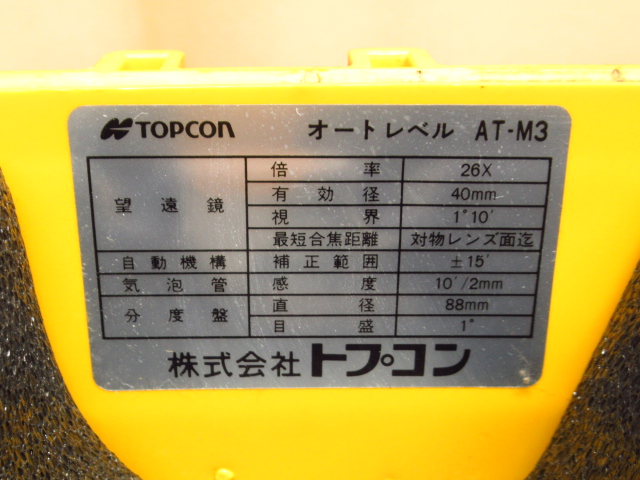 TOPCON オートレベル AT-M3
望遠鏡 倍率 26X
有効径 40mm
視界 1°10′
最短合焦距離 対物レンズ面迄
自動機構 補正範囲 ±15′
気泡管 感度 10′/2mm
分度盤 直径 88mm
目盛 1°
株式会社トプコン